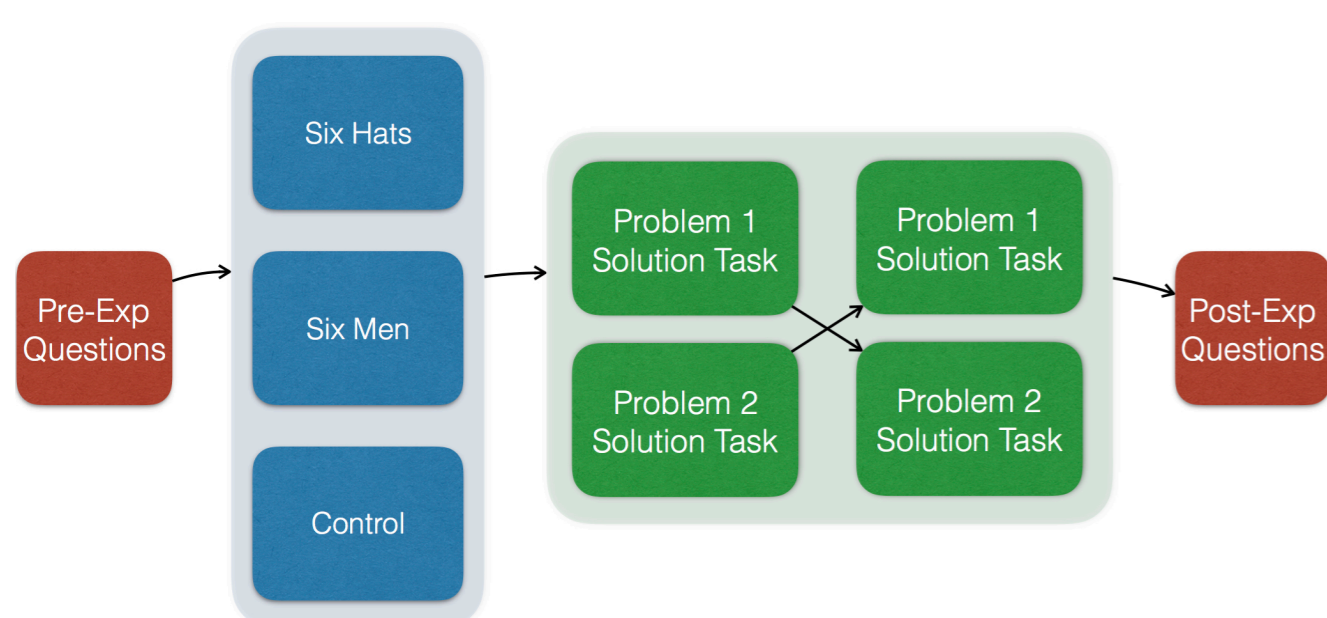 Pre-Exp
Questions
Six Hats
Six Men
Control
Problem 1
Solution Task
Problem 2
Solution Task
Problem 1
Solution Task
Problem 2
Solution Task
Post-Exp
Questions